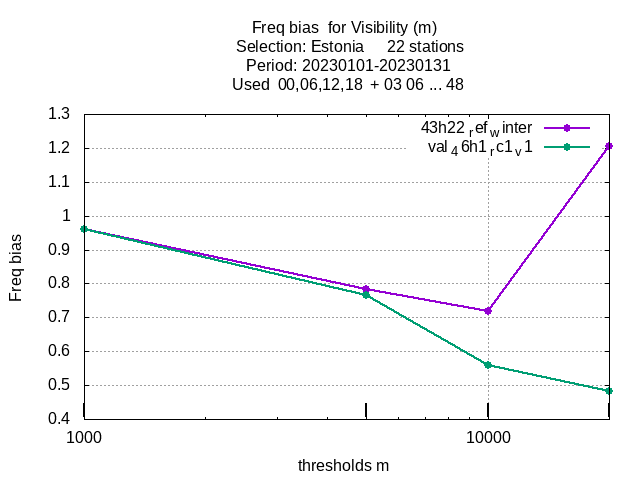 Freq bias  for Visibility (m)
Selection: Estonia     22 stations
Period: 20230101-20230131
Used  00,06,12,18  + 03 06 ... 48
43h22_ref_winter
val_46h1_rc1_v1
1.3
1.2
1.1
1
0.9
0.8
0.7
0.6
0.5
0.4
Freq bias
1000
10000
thresholds m